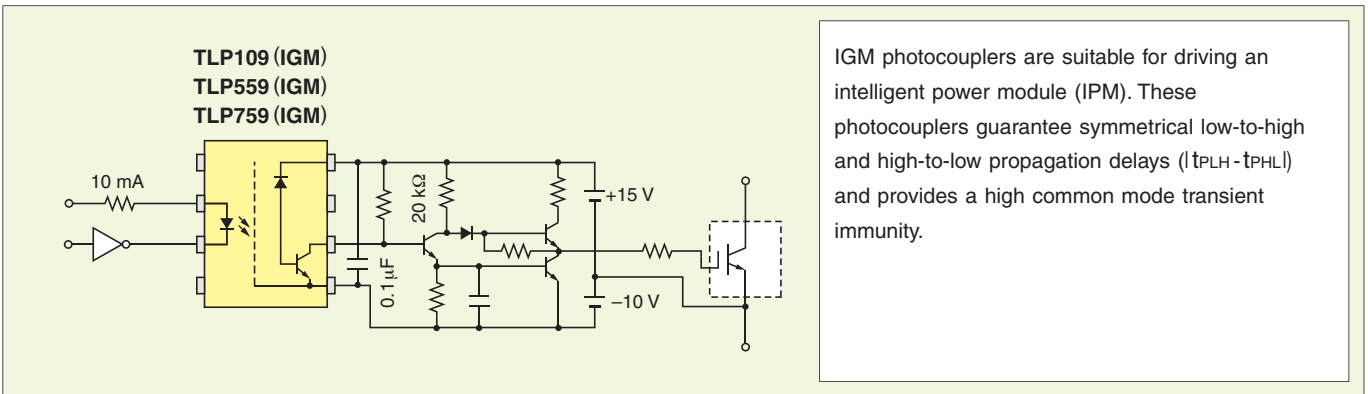 TLP109 (IGM)
TLP559 (IGM)
TLP759 (IGM)
10 mA
20 kΩ
0.1 µF
+15 V
–10 V
IGM photocouplers are suitable for driving an
intelligent power module (IPM). These
photocouplers guarantee symmetrical low-to-high
and high-to-low propagation delays (|tPLH - tPHL|)
and provides a high common mode transient
immunity.